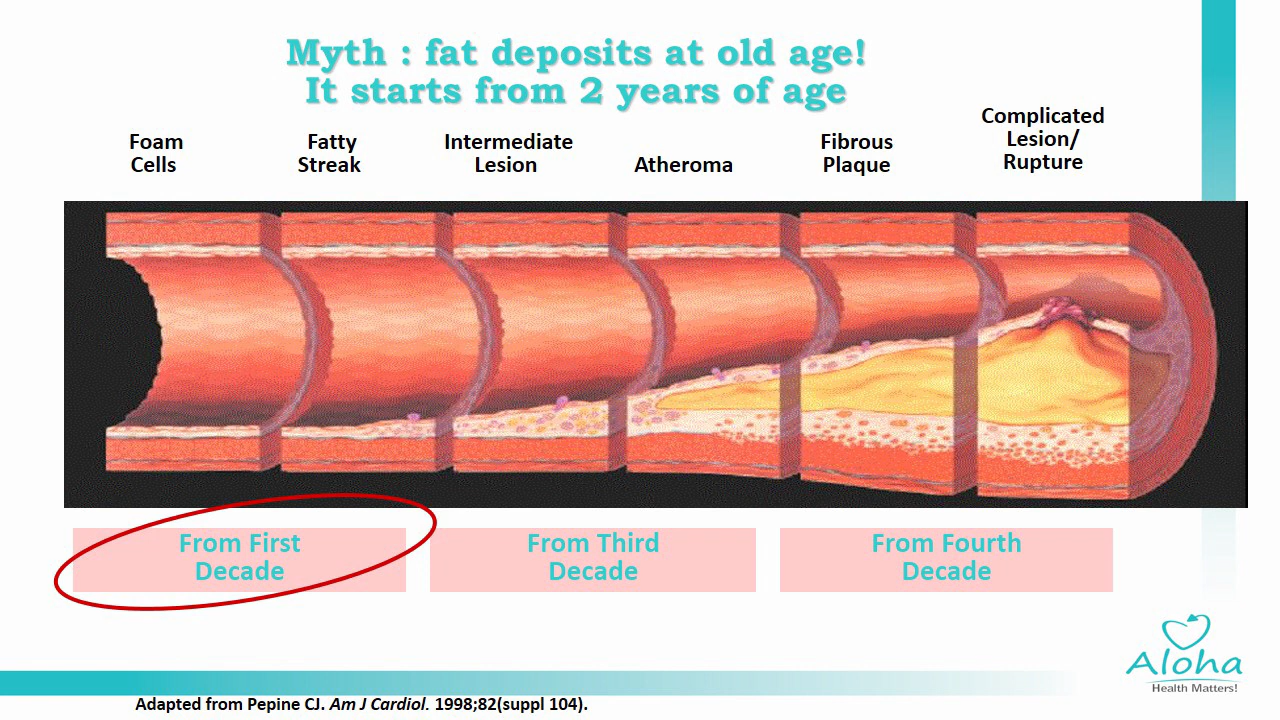 Myth : fat deposits at old age!
It starts from 2 years of age
Foam
Cells
Fatty
Streak
Intermediate
Lesion
Atheroma
Fibrous
Plaque
Complicated
Lesion/
Rupture
From First
Decade
From Third
Decade
From Fourth
Decade
Aloha
Health Matters!
Adapted from Pepine CJ. Am J Cardiol. 1998;82(suppl 104).